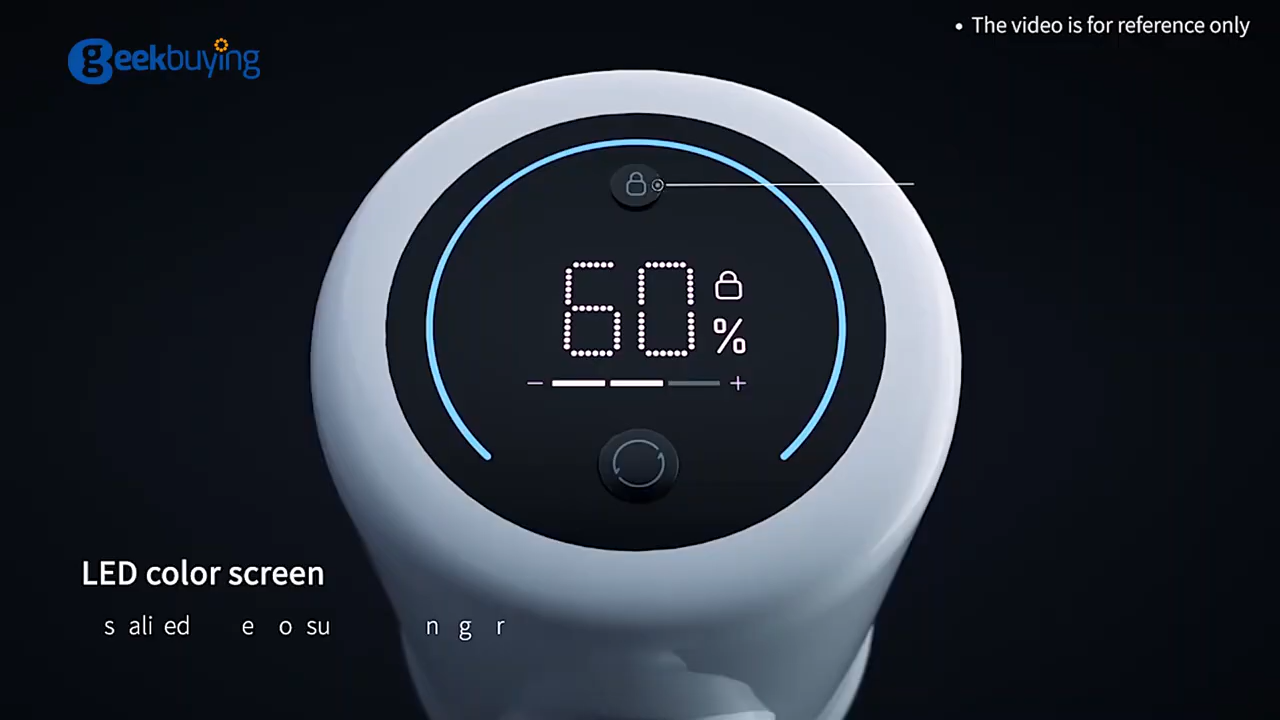 geekbuying
• The video is for reference only
60
%
− +
LED color screen